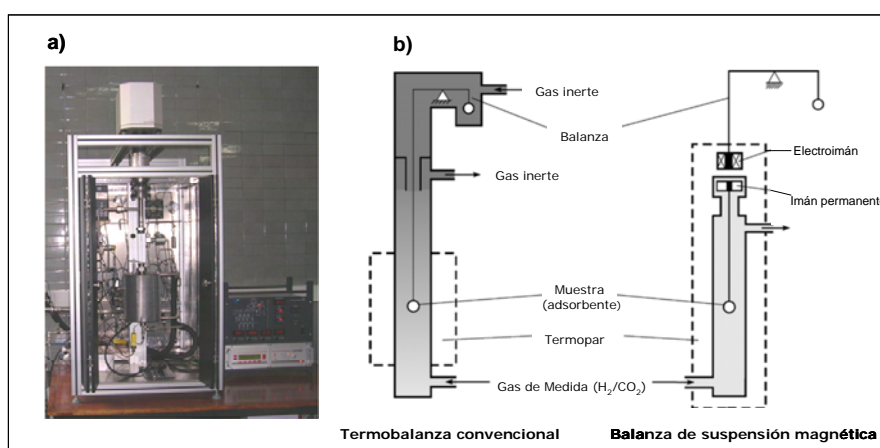 a)
b)
Gas inerte
Balanza
Electroimán
Gas inerte
Imán permanente
Muestra
(adsorbente)
Termopar
Gas de Medida (H₂/CO₂)
Termobalanza convencional
Balanza de suspensión magnética